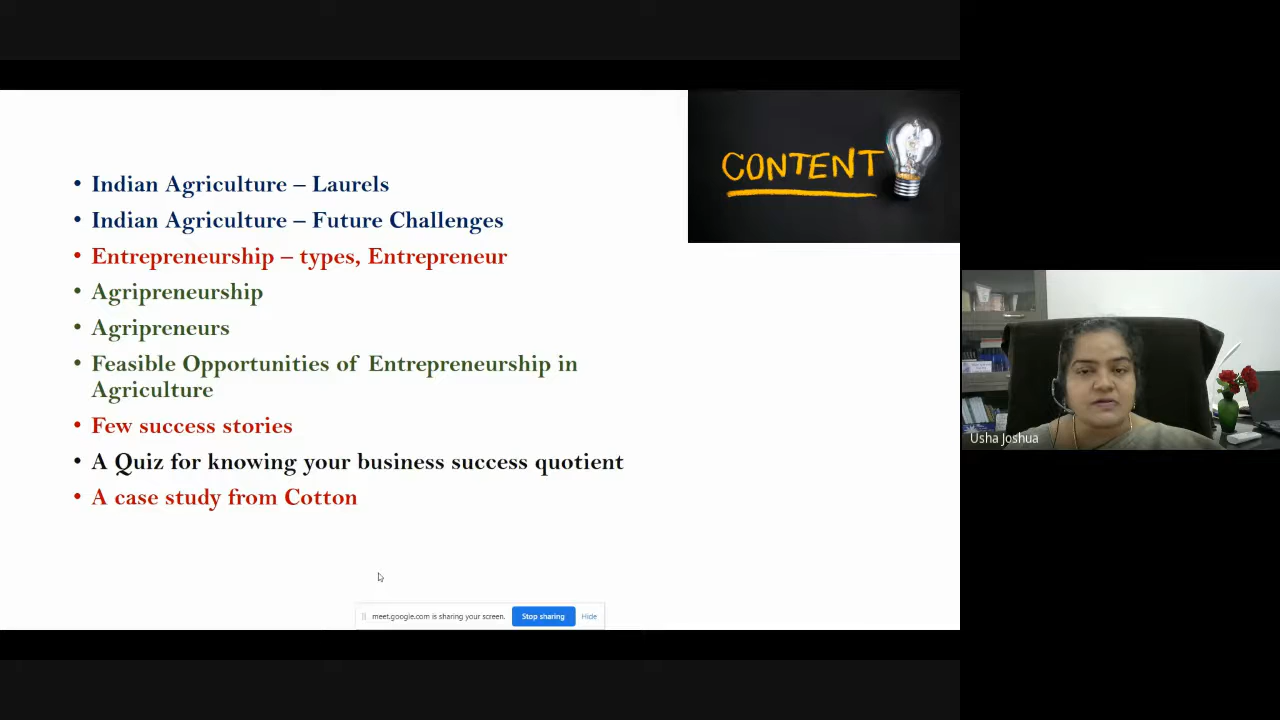 CONTENT
• Indian Agriculture – Laurels
• Indian Agriculture – Future Challenges
• Entrepreneurship – types, Entrepreneur
• Agripreneurship
• Agripreneurs
• Feasible Opportunities of Entrepreneurship in
Agriculture
• Few success stories
• A Quiz for knowing your business success quotient
• A case study from Cotton
meet.google.com is sharing your screen.
Stop sharing
Hide
Usha Joshua